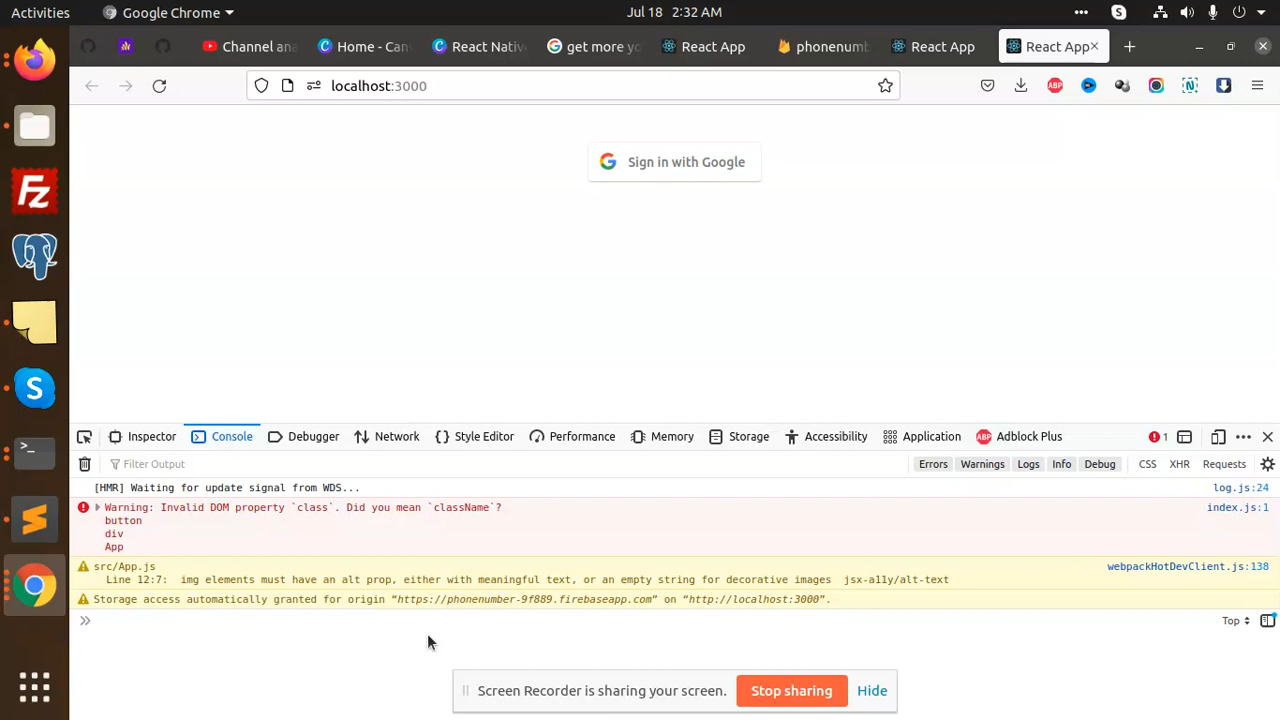 Activities
Google Chrome
Jul 18 2:32 AM
Channel ana
Home - Can
React Nativ
get more yo
React App
phonenumb
React App
React App
localhost:3000
ABP
Sign in with Google
Inspector
Console
Debugger
Network
Style Editor
Performance
Memory
Storage
Accessibility
Application
ABP
Adblock Plus
1
Filter Output
Errors
Warnings
Logs
Info
Debug
CSS
XHR
Requests
[HMR] Waiting for update signal from WDS... log.js:24
Warning: Invalid DOM property `class`. Did you mean `className`? index.js:1
button
div
App
src/App.js webpackHotDevClient.js:138
Line 12:7: img elements must have an alt prop, either with meaningful text, or an empty string for decorative images jsx-a11y/alt-text
Storage access automatically granted for origin “https://phonenumber-9f889.firebaseapp.com” on “http://localhost:3000”.
Top
Screen Recorder is sharing your screen.
Stop sharing
Hide